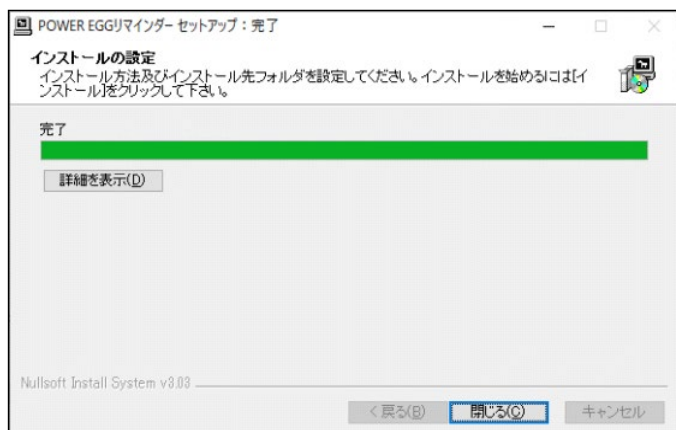 POWER EGGリマインダー セットアップ：完了
インストールの設定
インストール方法及びインストール先フォルダを設定してください。インストールを始めるには[イ
ンストール]をクリックして下さい。
完了
詳細を表示(D)
Nullsoft Install System v3.03
< 戻る(B)
閉じる(C)
キャンセル